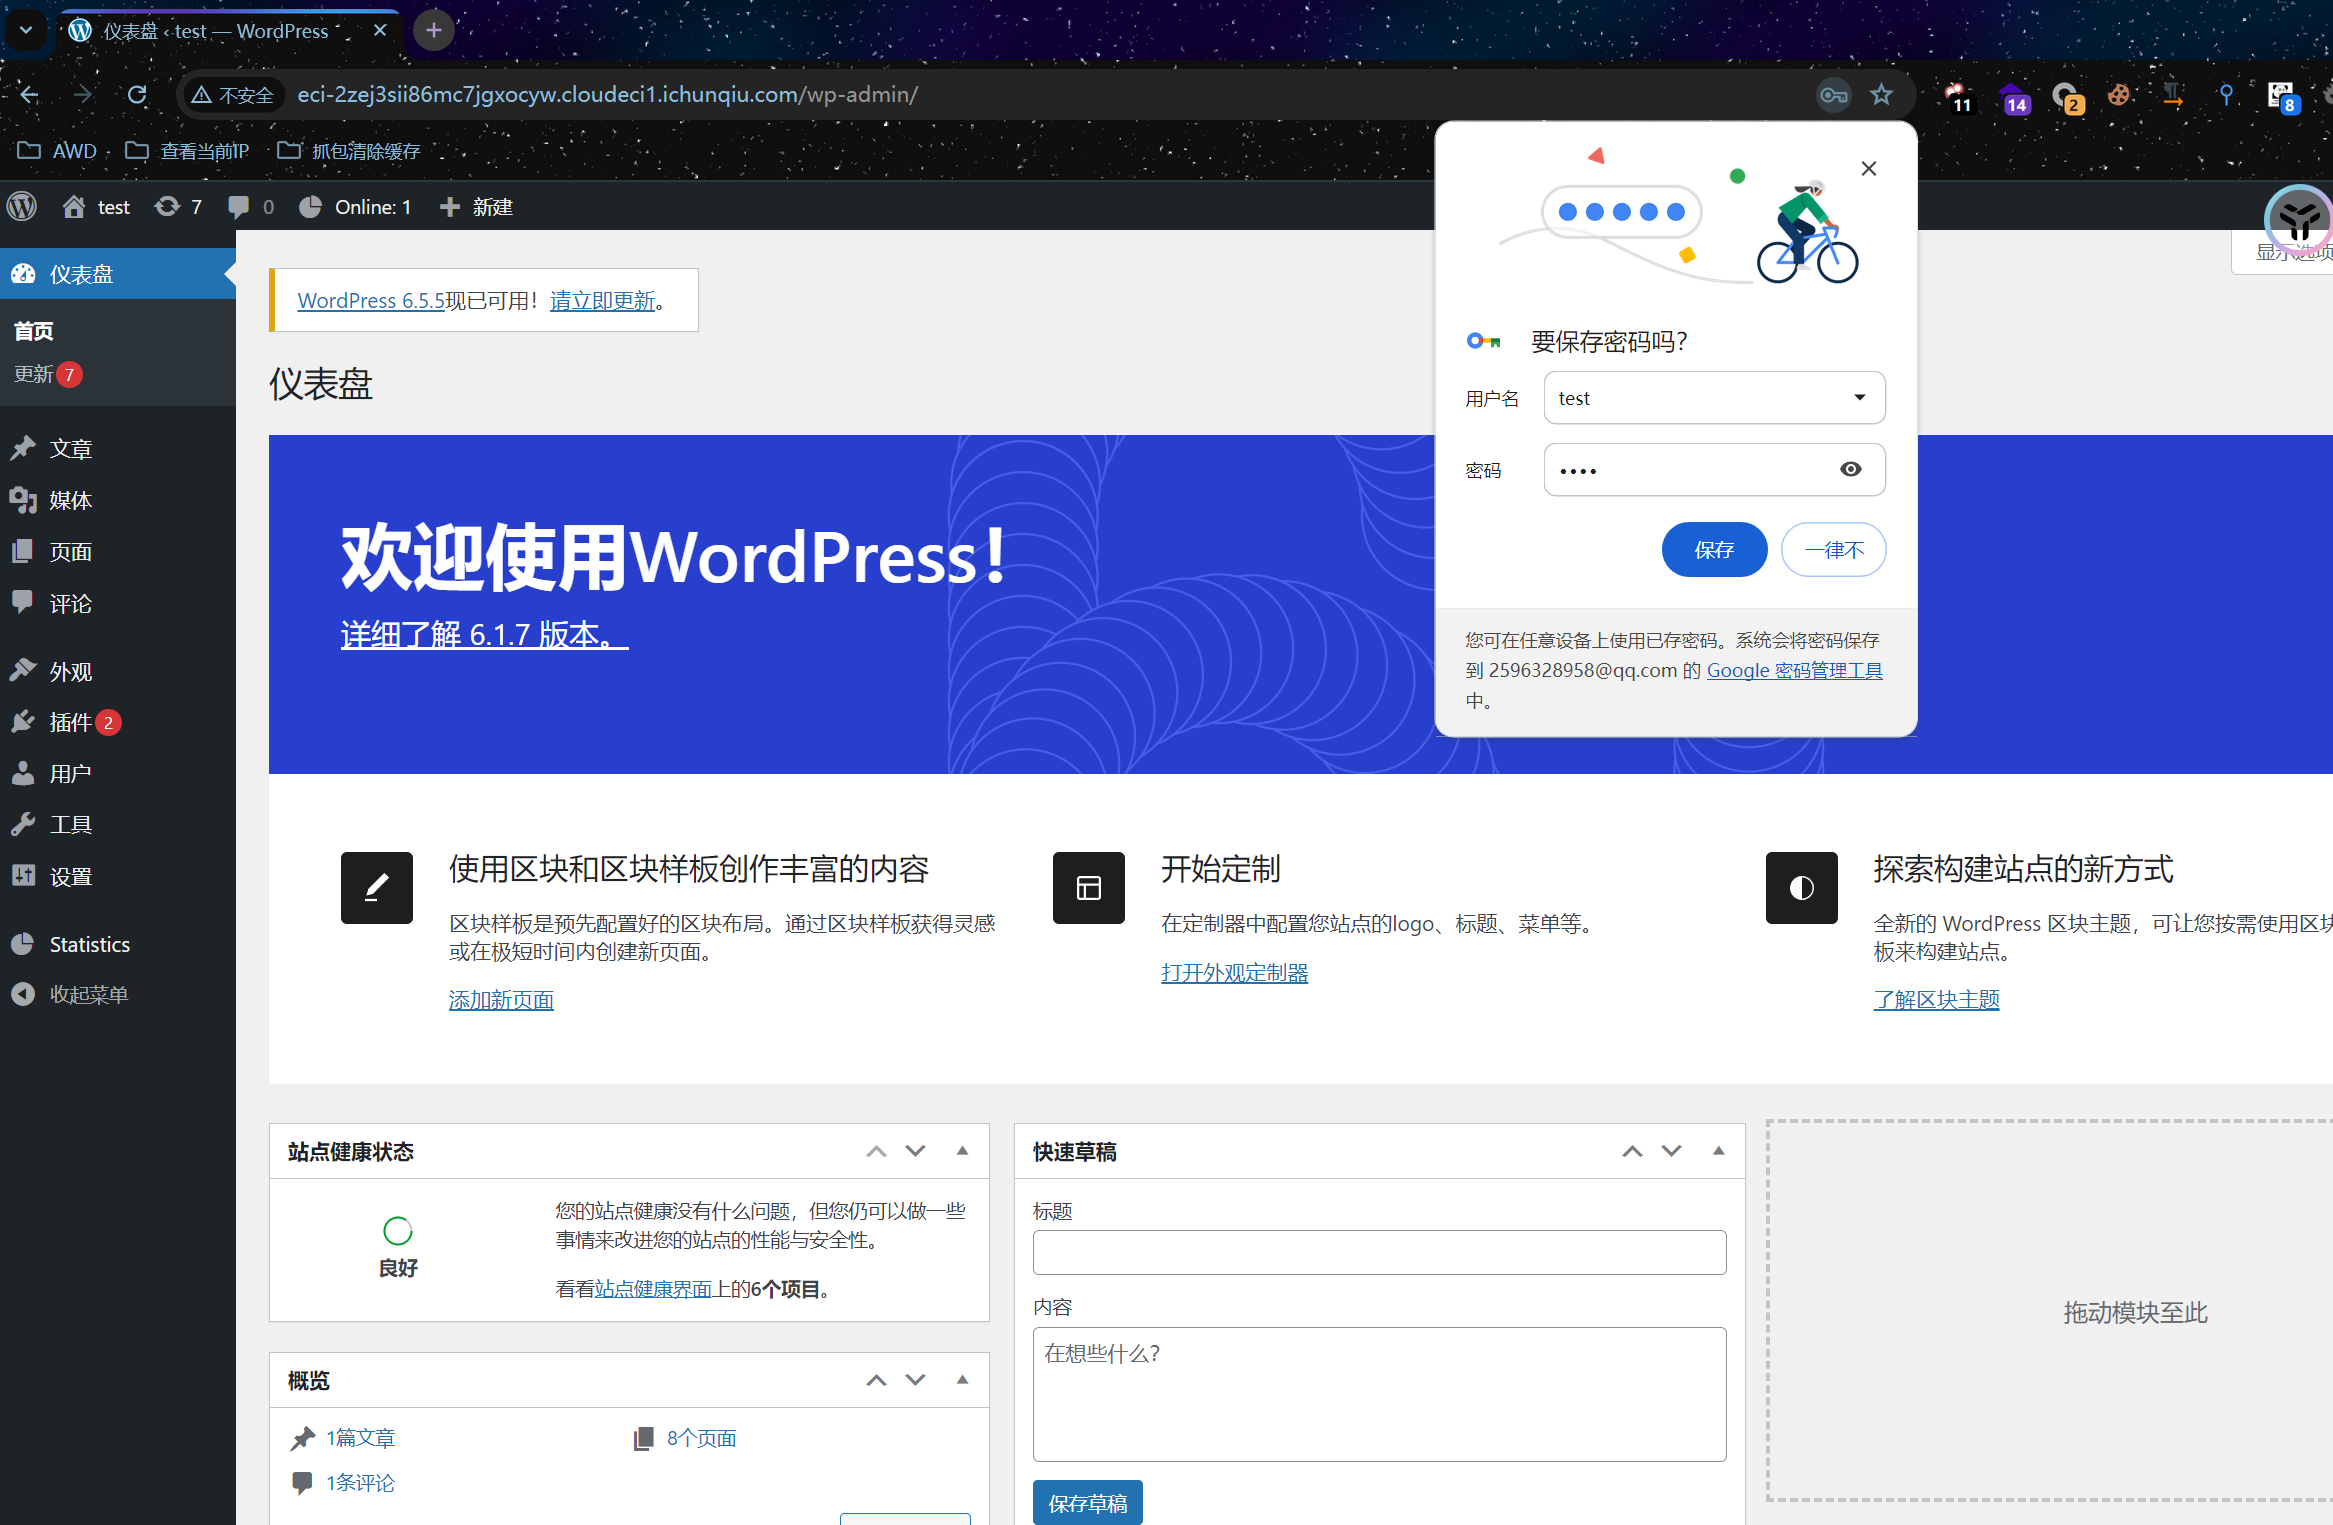 仪表盘 ‹ test — WordPress
不安全
eci-2zej3sii86mc7jgxocyw.cloudeci1.ichunqiu.com/wp-admin/
11
14
2
8
AWD
查看当前IP
抓包清除缓存
test
7
0
Online: 1
新建
显示选项
仪表盘
首页
更新 7
文章
媒体
页面
评论
外观
插件 2
用户
工具
设置
Statistics
收起菜单
WordPress 6.5.5现已可用！请立即更新。
仪表盘
欢迎使用WordPress！
详细了解 6.1.7 版本。
要保存密码吗？
用户名
test
密码
••••
保存
一律不
您可在任意设备上使用已存密码。系统会将密码保存
到 2596328958@qq.com 的 Google 密码管理工具
中。
使用区块和区块样板创作丰富的内容
区块样板是预先配置好的区块布局。通过区块样板获得灵感
或在极短时间内创建新页面。
添加新页面
开始定制
在定制器中配置您站点的logo、标题、菜单等。
打开外观定制器
探索构建站点的新方式
全新的 WordPress 区块主题，可让您按需使用区块
板来构建站点。
了解区块主题
站点健康状态
良好
您的站点健康没有什么问题，但您仍可以做一些
事情来改进您的站点的性能与安全性。
看看站点健康界面上的6个项目。
概览
1篇文章
8个页面
1条评论
快速草稿
标题
内容
在想些什么？
保存草稿
拖动模块至此